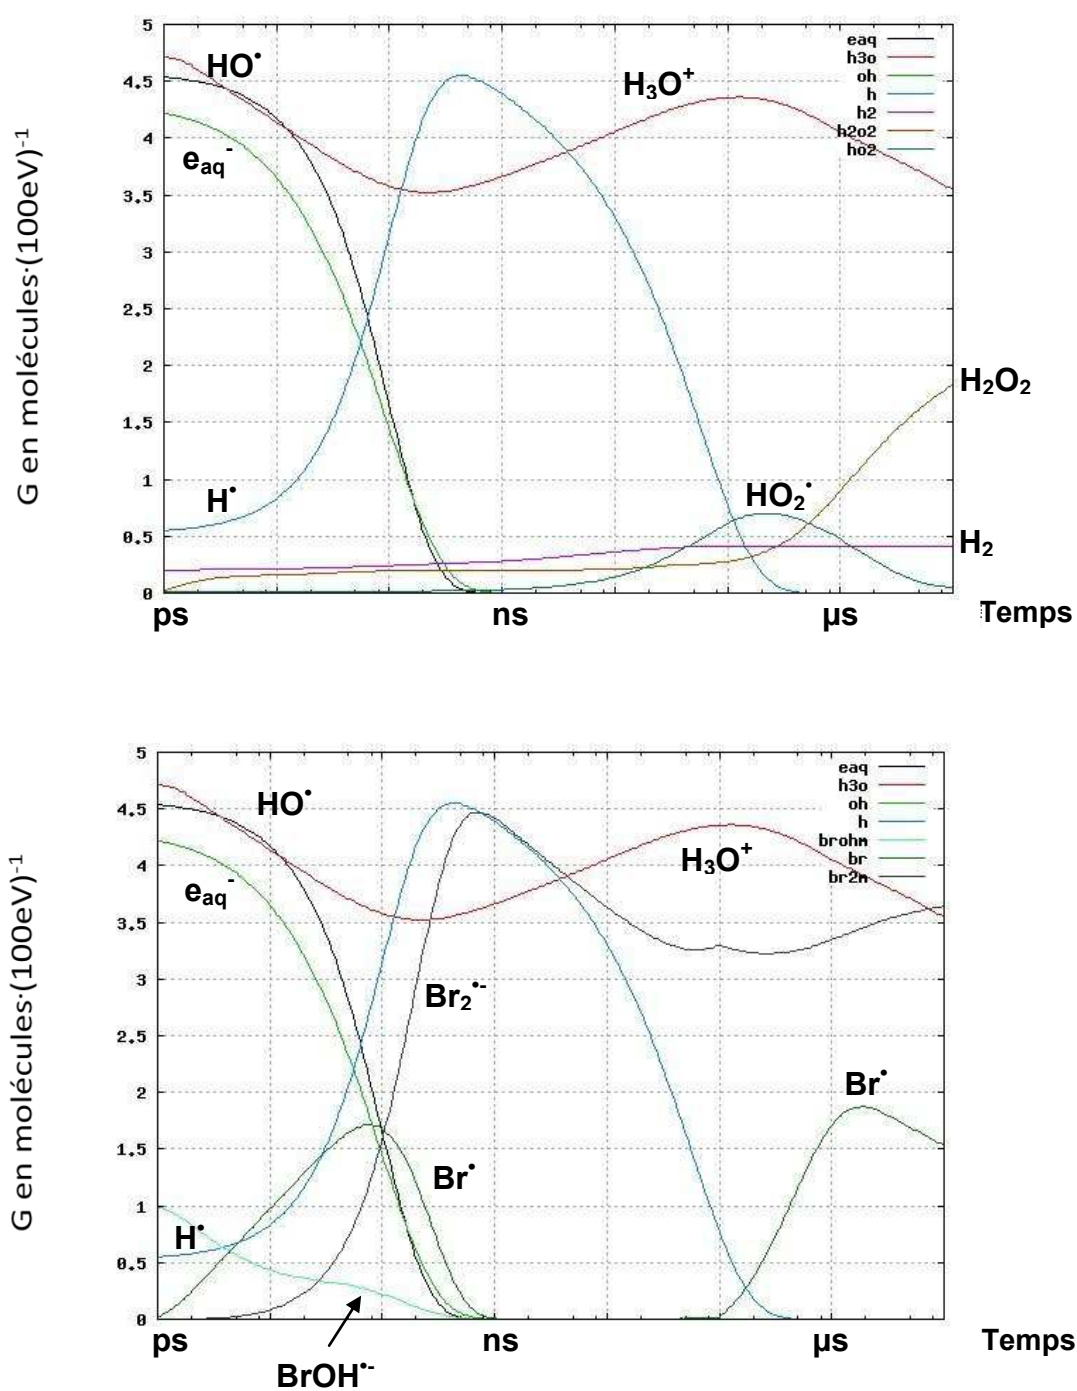 G en molécules·(100eV)⁻¹
5
4.5
4
3.5
3
2.5
2
1.5
1
0.5
0
eaq
h3o
oh
h
h2
h2o2
ho2
HO•
H₃O⁺
eaq⁻
H₂O₂
H•
HO₂•
H₂
ps ns µs Temps
G en molécules·(100eV)⁻¹
5
4.5
4
3.5
3
2.5
2
1.5
1
0.5
0
eaq
h3o
oh
h
brohm
br
br2m
HO•
H₃O⁺
eaq⁻
Br₂•⁻
Br•
Br•
H•
ps ns µs Temps
BrOH•⁻